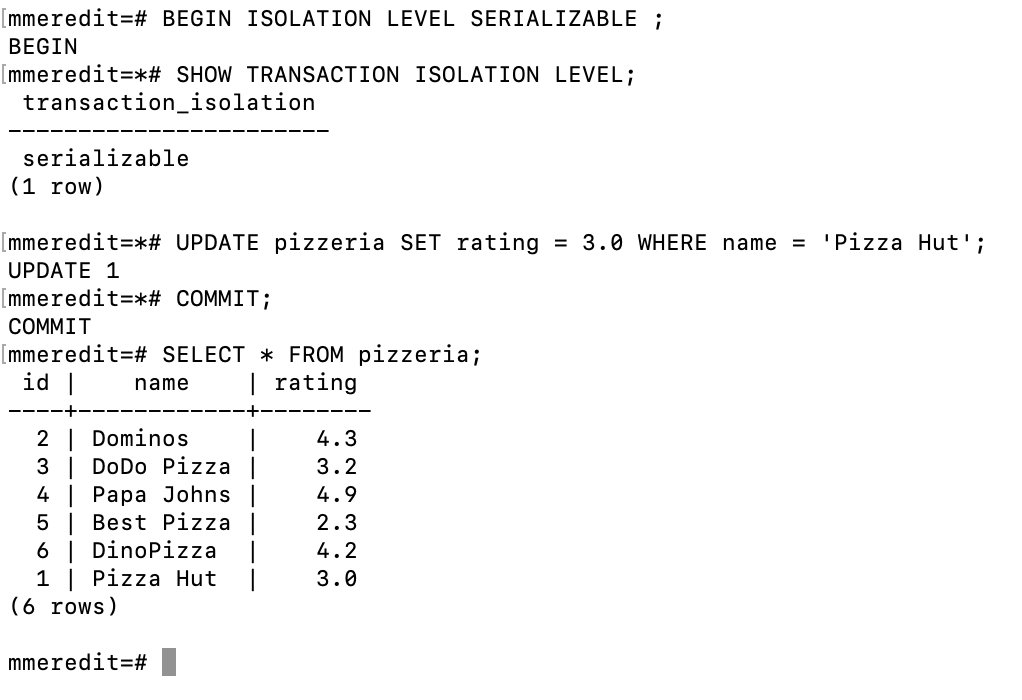 [mmeredit=# BEGIN ISOLATION LEVEL SERIALIZABLE ;
BEGIN
[mmeredit=*# SHOW TRANSACTION ISOLATION LEVEL;
 transaction_isolation
-----------------------
 serializable
(1 row)

[mmeredit=*# UPDATE pizzeria SET rating = 3.0 WHERE name = 'Pizza Hut';
UPDATE 1
[mmeredit=*# COMMIT;
COMMIT
[mmeredit=# SELECT * FROM pizzeria;
 id |    name    | rating
----+------------+--------
  2 | Dominos    |    4.3
  3 | DoDo Pizza |    3.2
  4 | Papa Johns |    4.9
  5 | Best Pizza |    2.3
  6 | DinoPizza  |    4.2
  1 | Pizza Hut  |    3.0
(6 rows)

mmeredit=#